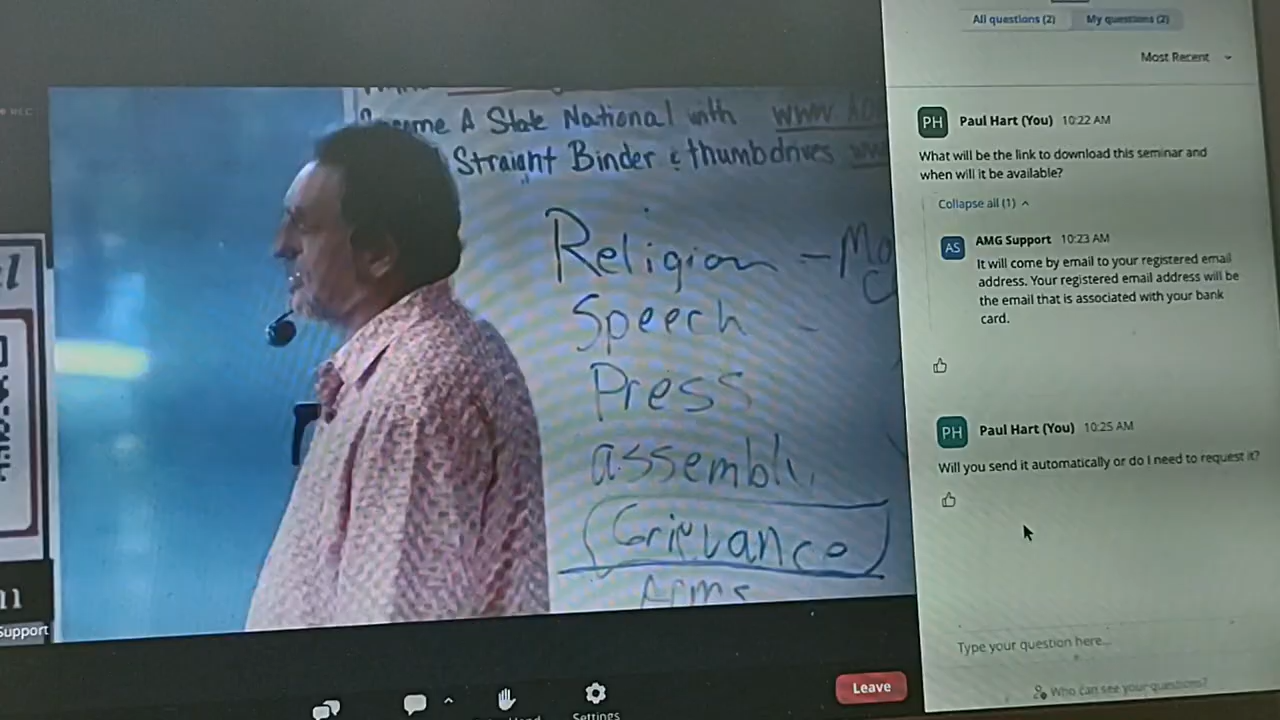 REC
Become A State National with www.
Straight Binder & thumbdrives
Religion -
Speech -
Press
assembly
Grievance
Arms
Support
Settings
Leave
All questions (2)
My questions (2)
Most Recent
PH
Paul Hart (You) 10:22 AM
What will be the link to download this seminar and
when will it be available?
Collapse all (1)
AS
AMG Support 10:23 AM
It will come by email to your registered email
address. Your registered email address will be
the email that is associated with your bank
card.
PH
Paul Hart (You) 10:25 AM
Will you send it automatically or do I need to request it?
Type your question here...
Who can see your questions?